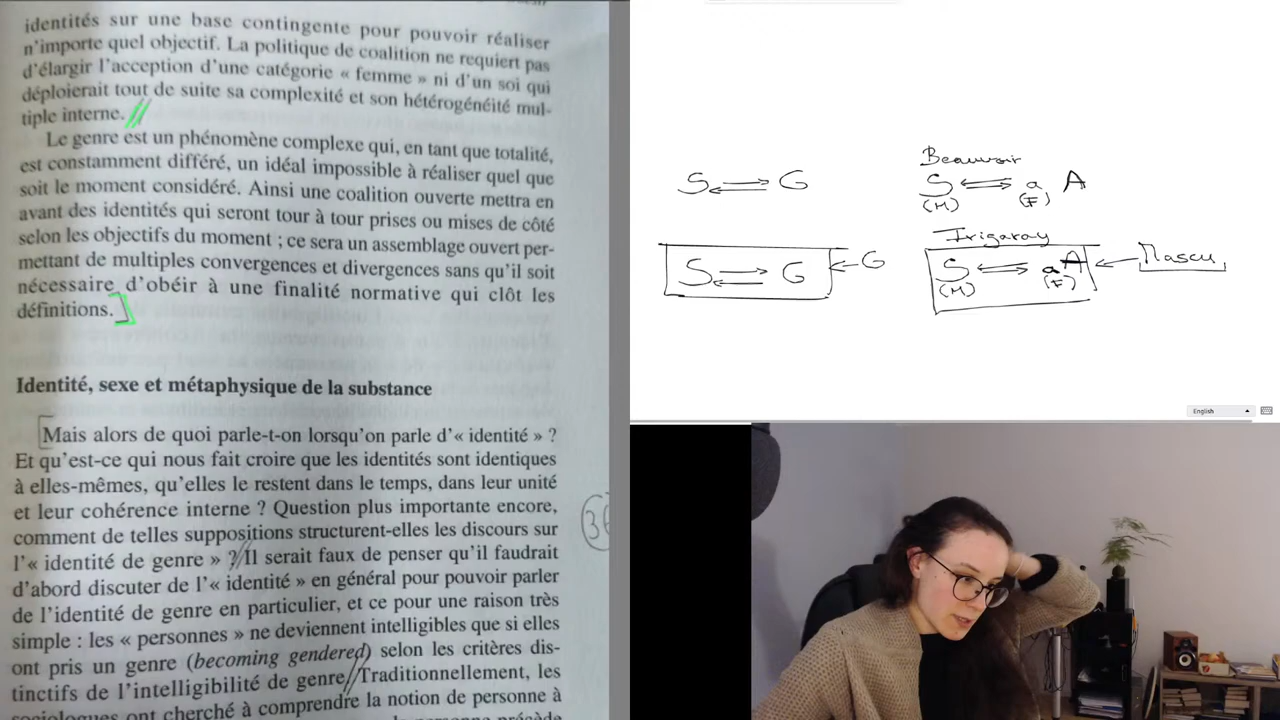 identités sur une base contingente pour pouvoir réaliser
n'importe quel objectif. La politique de coalition ne requiert pas
d'élargir l'acception d'une catégorie « femme » ni d'un soi qui
déploierait tout de suite sa complexité et son hétérogénéité mul-
tiple interne.
Le genre est un phénomène complexe qui, en tant que totalité,
est constamment différé, un idéal impossible à réaliser quel que
soit le moment considéré. Ainsi une coalition ouverte mettra en
avant des identités qui seront tour à tour prises ou mises de côté
selon les objectifs du moment ; ce sera un assemblage ouvert per-
mettant de multiples convergences et divergences sans qu'il soit
nécessaire d'obéir à une finalité normative qui clôt les
définitions.
Identité, sexe et métaphysique de la substance
Mais alors de quoi parle-t-on lorsqu'on parle d'« identité » ?
Et qu'est-ce qui nous fait croire que les identités sont identiques
à elles-mêmes, qu'elles le restent dans le temps, dans leur unité
et leur cohérence interne ? Question plus importante encore,
comment de telles suppositions structurent-elles les discours sur
l'« identité de genre » ? Il serait faux de penser qu'il faudrait
d'abord discuter de l'« identité » en général pour pouvoir parler
de l'identité de genre en particulier, et ce pour une raison très
simple : les « personnes » ne deviennent intelligibles que si elles
ont pris un genre (becoming gendered) selon les critères dis-
tinctifs de l'intelligibilité de genre. Traditionnellement, les
sociologues ont cherché à comprendre la notion de personne à
S G
S G G
Beauvoir
S a A
(M) (F)
Irigaray
S a A Mascu.
(M) (F)
English